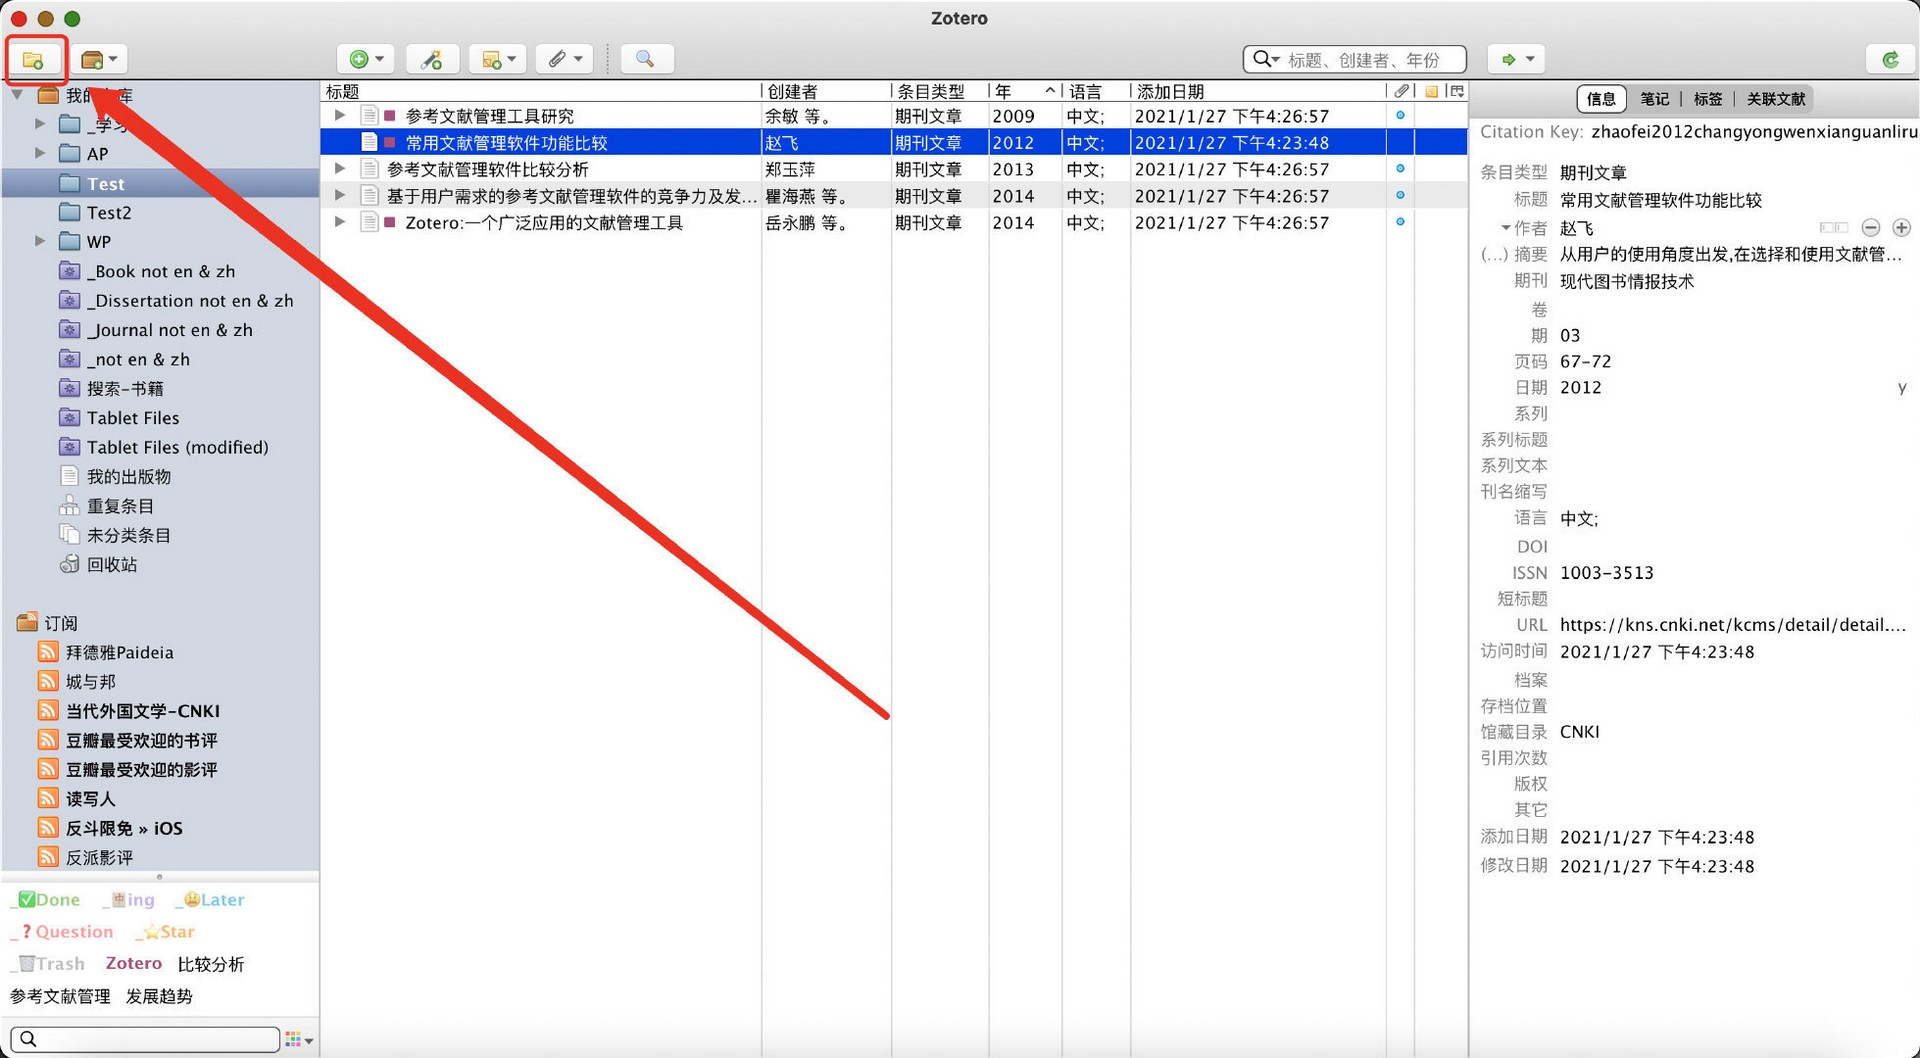 Zotero
标题、创建者、年份
我的
库
_学习
AP
Test
Test2
WP
_Book not en & zh
_Dissertation not en & zh
_Journal not en & zh
_not en & zh
搜索-书籍
Tablet Files
Tablet Files (modified)
我的出版物
重复条目
未分类条目
回收站
订阅
拜德雅Paideia
城与邦
当代外国文学-CNKI
豆瓣最受欢迎的书评
豆瓣最受欢迎的影评
读写人
反斗限免 » iOS
反派影评
_✅Done _🀄ing _😫Later
_❓Question _⭐Star
_🗑Trash Zotero 比较分析
参考文献管理 发展趋势
标题 创建者 条目类型 年 语言 添加日期
参考文献管理工具研究 余敏 等。 期刊文章 2009 中文; 2021/1/27 下午4:26:57
常用文献管理软件功能比较 赵飞 期刊文章 2012 中文; 2021/1/27 下午4:23:48
参考文献管理软件比较分析 郑玉萍 期刊文章 2013 中文; 2021/1/27 下午4:26:57
基于用户需求的参考文献管理软件的竞争力及发… 瞿海燕 等。 期刊文章 2014 中文; 2021/1/27 下午4:26:57
Zotero:一个广泛应用的文献管理工具 岳永鹏 等。 期刊文章 2014 中文; 2021/1/27 下午4:26:57
信息 笔记 标签 关联文献
Citation Key: zhaofei2012changyongwenxianguanliru
条目类型 期刊文章
标题 常用文献管理软件功能比较
作者 赵飞
(...) 摘要 从用户的使用角度出发,在选择和使用文献管...
期刊 现代图书情报技术
卷
期 03
页码 67-72
日期 2012 y
系列
系列标题
系列文本
刊名缩写
语言 中文;
DOI
ISSN 1003-3513
短标题
URL https://kns.cnki.net/kcms/detail/detail....
访问时间 2021/1/27 下午4:23:48
档案
存档位置
馆藏目录 CNKI
引用次数
版权
其它
添加日期 2021/1/27 下午4:23:48
修改日期 2021/1/27 下午4:23:48